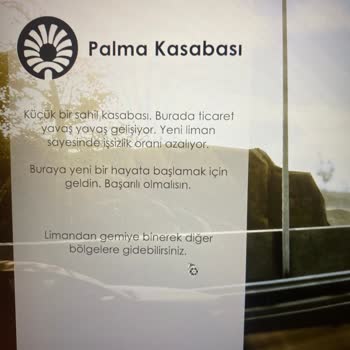 Palma Kasabası
Küçük bir sahil kasabası. Burada ticaret
yavaş yavaş gelişiyor. Yeni liman
sayesinde işsizlik oranı azalıyor.
Buraya yeni bir hayata başlamak için
geldin. Başarılı olmalısın.
Limandan gemiye binerek diğer
bölgelere gidebilirsiniz.